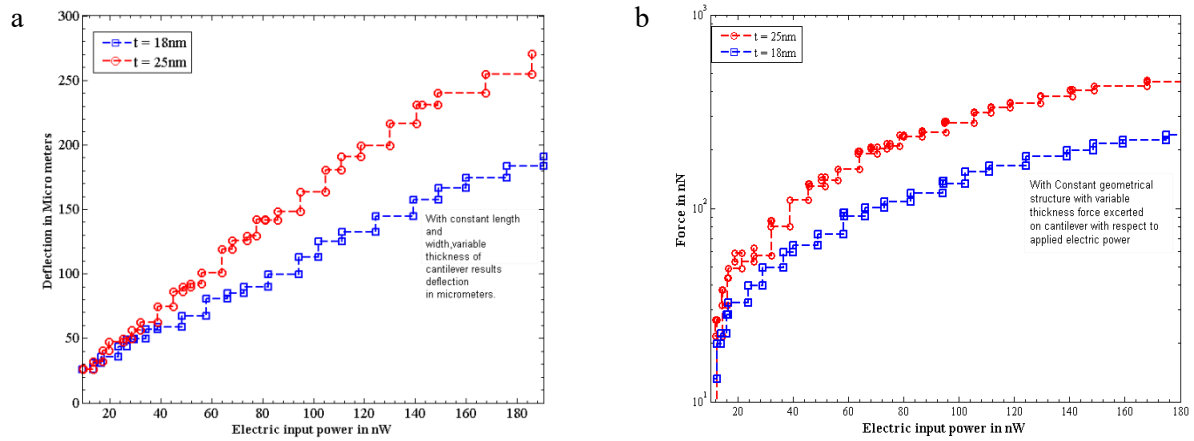 a
300
250
200
150
100
50
0
Deflection in Micro meters
t = 18nm
t = 25nm
With constant length
and
width,variable
thickness of
cantilever results
deflection
in micrometers.
20 40 60 80 100 120 140 160 180
Electric input power in nW
b
10³
10²
10¹
Force in nN
t = 25nm
t = 18nm
With Constant geometrical
structure with variable
thickness force excerted
on cantilever with respect to
applied electric power
20 40 60 80 100 120 140 160 180
Electric input power in nW